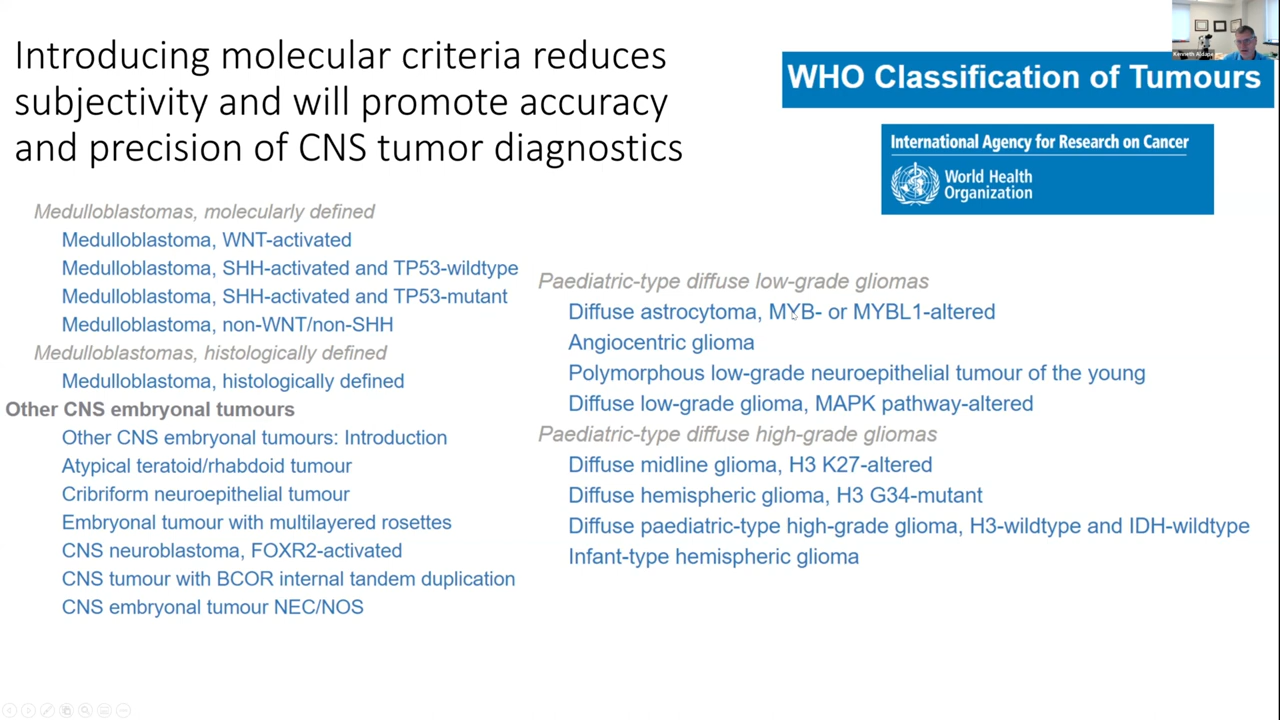 Introducing molecular criteria reduces
subjectivity and will promote accuracy
and precision of CNS tumor diagnostics
WHO Classification of Tumours
International Agency for Research on Cancer
World Health
Organization
Medulloblastomas, molecularly defined
Medulloblastoma, WNT-activated
Medulloblastoma, SHH-activated and TP53-wildtype
Medulloblastoma, SHH-activated and TP53-mutant
Medulloblastoma, non-WNT/non-SHH
Medulloblastomas, histologically defined
Medulloblastoma, histologically defined
Other CNS embryonal tumours
Other CNS embryonal tumours: Introduction
Atypical teratoid/rhabdoid tumour
Cribriform neuroepithelial tumour
Embryonal tumour with multilayered rosettes
CNS neuroblastoma, FOXR2-activated
CNS tumour with BCOR internal tandem duplication
CNS embryonal tumour NEC/NOS
Paediatric-type diffuse low-grade gliomas
Diffuse astrocytoma, MYB- or MYBL1-altered
Angiocentric glioma
Polymorphous low-grade neuroepithelial tumour of the young
Diffuse low-grade glioma, MAPK pathway-altered
Paediatric-type diffuse high-grade gliomas
Diffuse midline glioma, H3 K27-altered
Diffuse hemispheric glioma, H3 G34-mutant
Diffuse paediatric-type high-grade glioma, H3-wildtype and IDH-wildtype
Infant-type hemispheric glioma
Kenneth Aldape